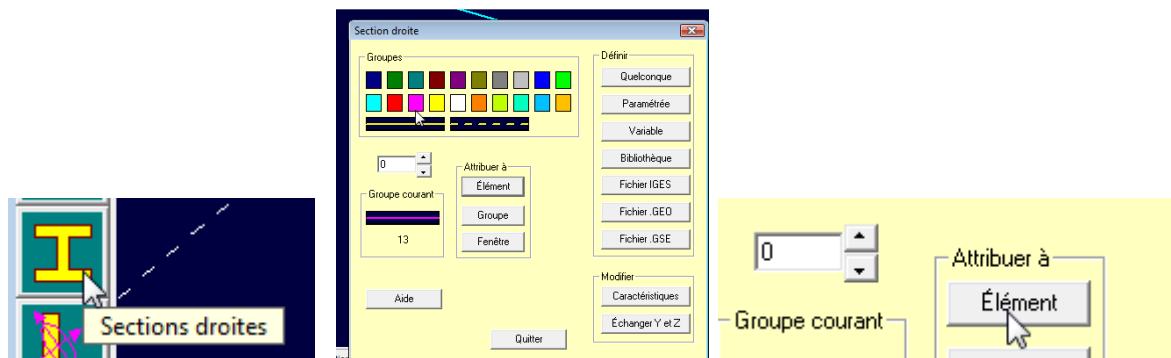 Sections droites
Section droite
Groupes
0
Groupe courant
13
Attribuer à
Élément
Groupe
Fenêtre
Aide
Quitter
Définir
Quelconque
Paramétrée
Variable
Bibliothèque
Fichier IGES
Fichier .GEO
Fichier .GSE
Modifier
Caractéristiques
Échanger Y et Z
0
Groupe courant
Attribuer à
Élément